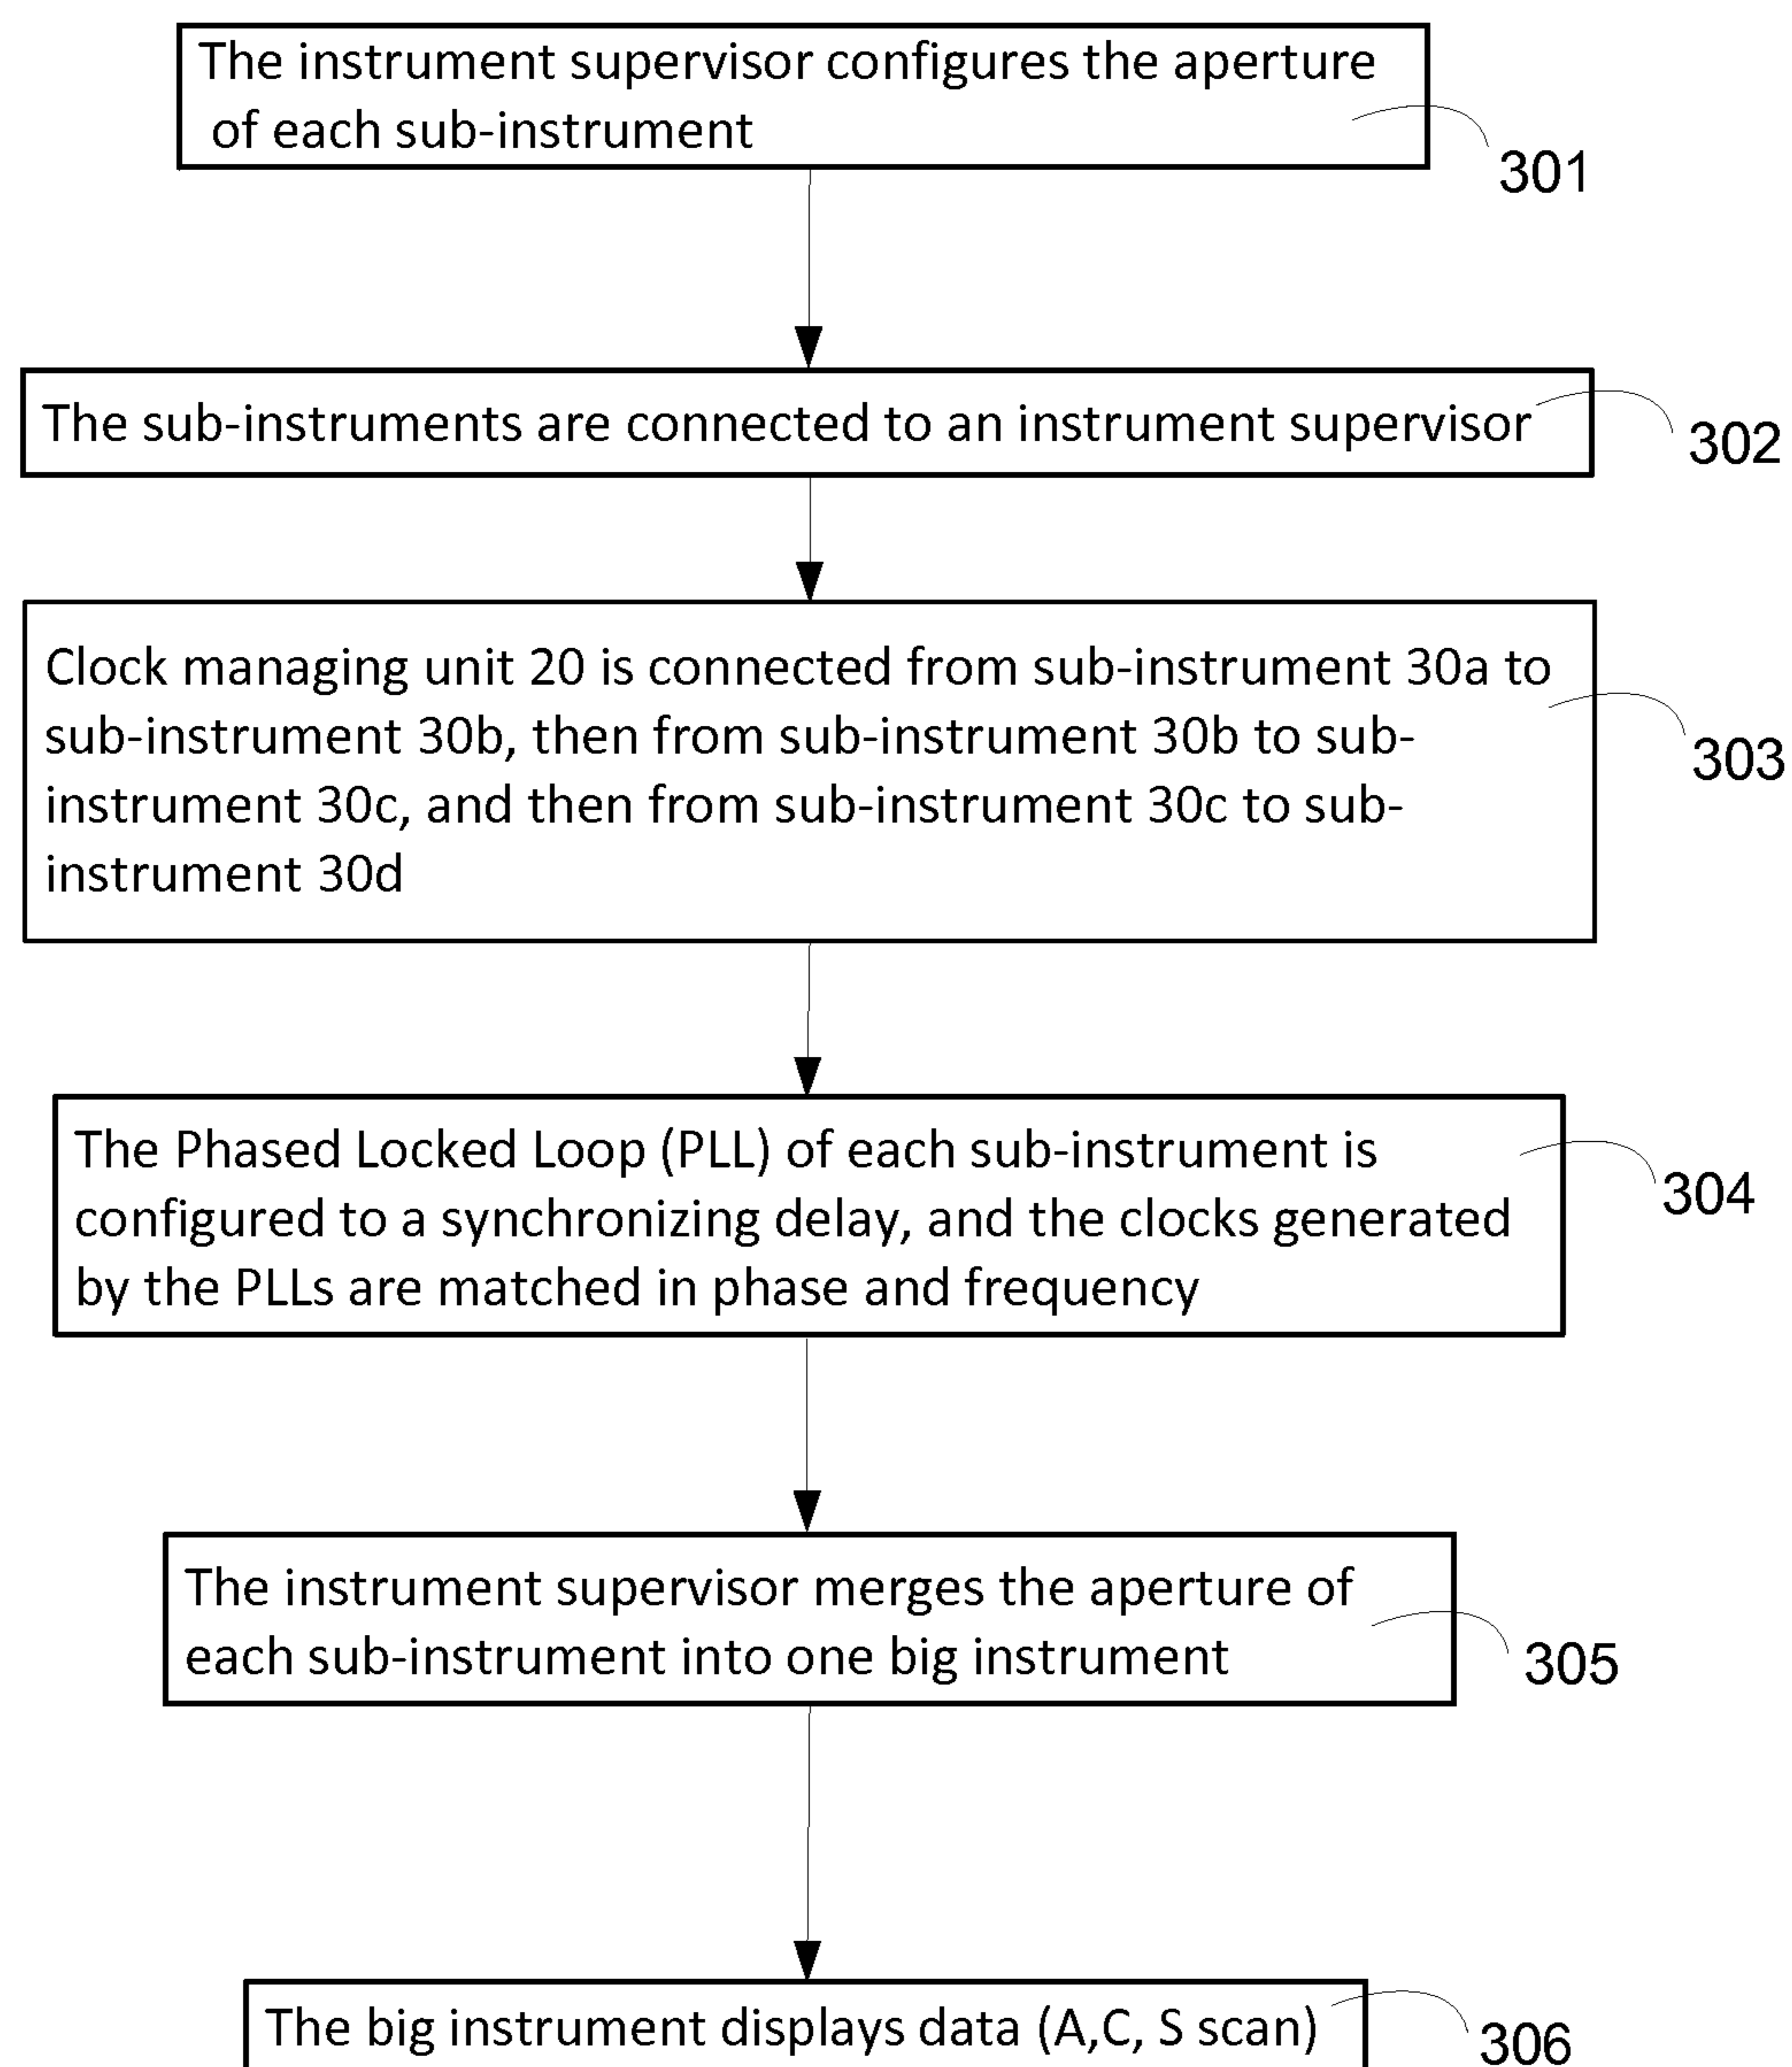 The instrument supervisor configures the aperture
of each sub-instrument
301
The sub-instruments are connected to an instrument supervisor
302
Clock managing unit 20 is connected from sub-instrument 30a to
sub-instrument 30b, then from sub-instrument 30b to sub-
instrument 30c, and then from sub-instrument 30c to sub-
instrument 30d
303
The Phased Locked Loop (PLL) of each sub-instrument is
configured to a synchronizing delay, and the clocks generated
by the PLLs are matched in phase and frequency
304
The instrument supervisor merges the aperture of
each sub-instrument into one big instrument
305
The big instrument displays data (A,C, S scan)
306